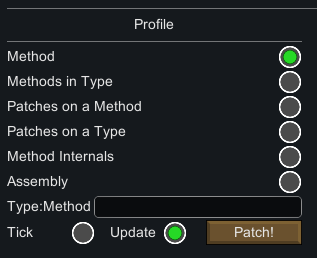 Profile
Method
Methods in Type
Patches on a Method
Patches on a Type
Method Internals
Assembly
Type:Method
Tick Update Patch!